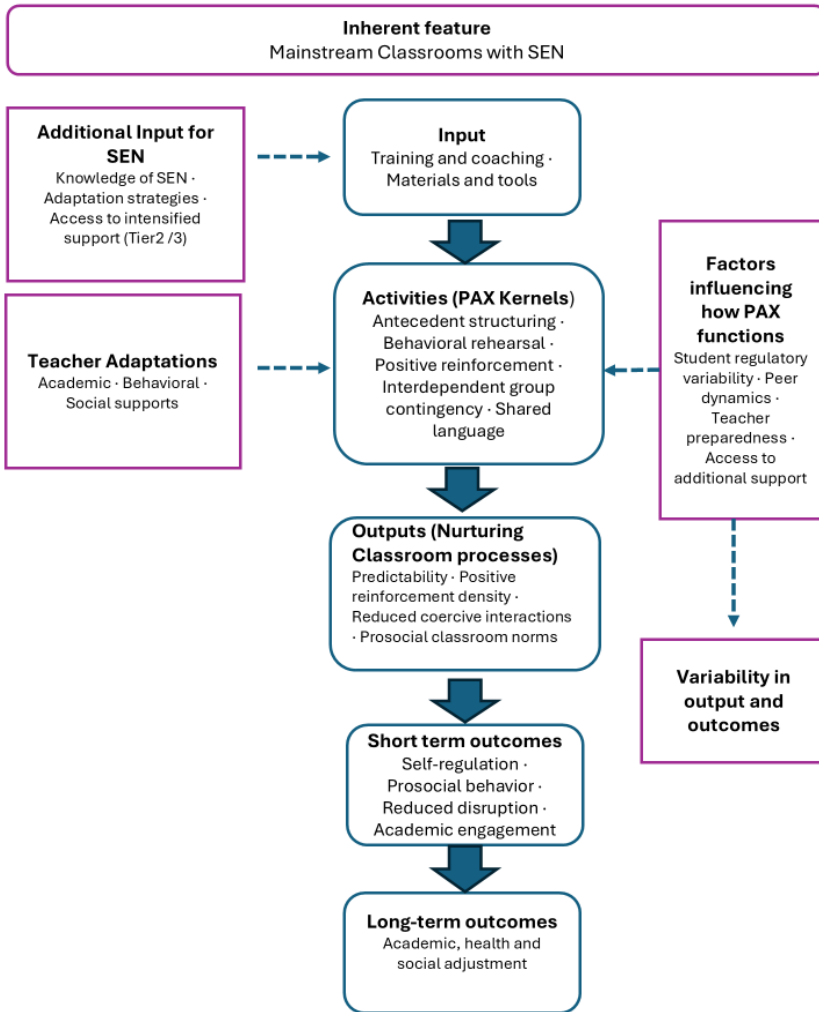 Inherent feature
Mainstream Classrooms with SEN
Additional Input for
SEN
Knowledge of SEN ·
Adaptation strategies ·
Access to intensified
support (Tier2 /3)
Input
Training and coaching ·
Materials and tools
Teacher Adaptations
Academic · Behavioral ·
Social supports
Activities (PAX Kernels)
Antecedent structuring ·
Behavioral rehearsal ·
Positive reinforcement ·
Interdependent group
contingency · Shared
language
Factors
influencing
how PAX
functions
Student regulatory
variability · Peer
dynamics ·
Teacher
preparedness ·
Access to
additional support
Outputs (Nurturing
Classroom processes)
Predictability · Positive
reinforcement density ·
Reduced coercive interactions
· Prosocial classroom norms
Variability in
output and
outcomes
Short term outcomes
Self-regulation ·
Prosocial behavior ·
Reduced disruption ·
Academic engagement
Long-term outcomes
Academic, health and
social adjustment